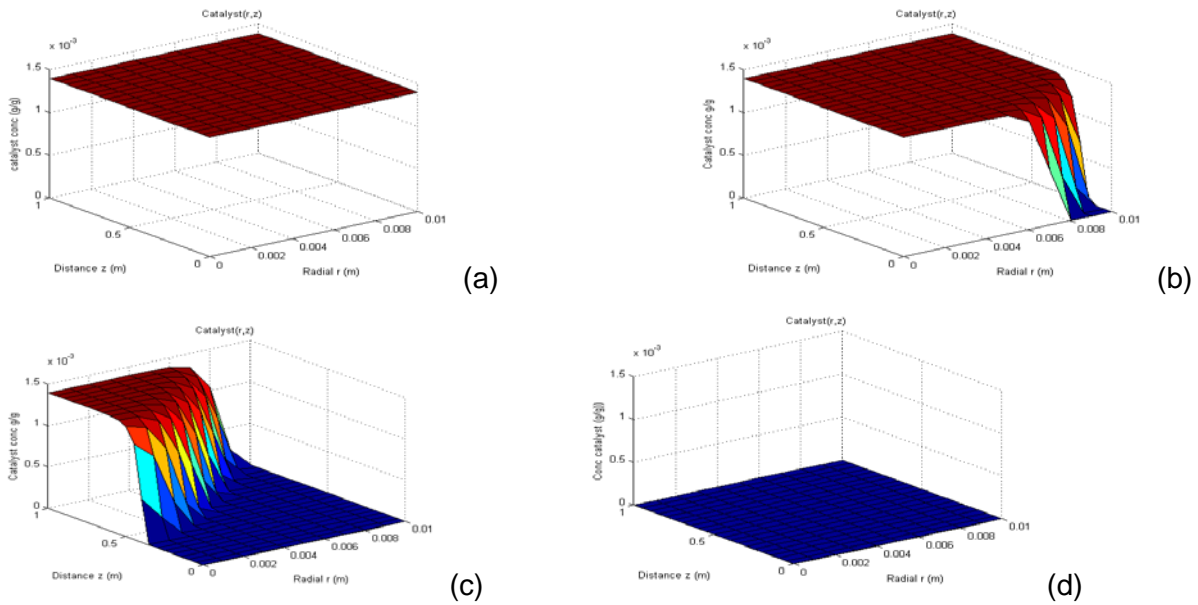 Catalyst(r,z)
x 10⁻³
1.5
1
0.5
0
catalyst conc (g/g)
1
0.5
0
Distance z (m)
0
0.002
0.004
0.006
0.008
0.01
Radial r (m)
(a)
Catalyst(r,z)
x 10⁻³
1.5
1
0.5
0
Catalyst conc g/g
1
0.5
0
Distance z (m)
0
0.002
0.004
0.006
0.008
0.01
Radial r (m)
(b)
Catalyst(r,z)
x 10⁻³
1.5
1
0.5
0
Catalyst conc g/g
1
0.5
0
Distance z (m)
0
0.002
0.004
0.006
0.008
0.01
Radial r (m)
(c)
Catalyst(r,z)
x 10⁻³
1.5
1
0.5
0
Conc catalyst (g/g))
1
0.5
0
Distance z (m)
0
0.002
0.004
0.006
0.008
0.01
Radial r (m)
(d)